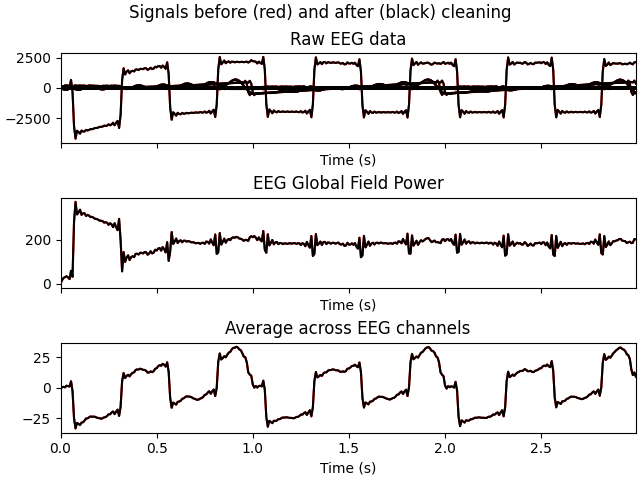 Signals before (red) and after (black) cleaning
Raw EEG data
2500
0
−2500
Time (s)
EEG Global Field Power
200
0
Time (s)
Average across EEG channels
25
0
−25
0.0 0.5 1.0 1.5 2.0 2.5
Time (s)